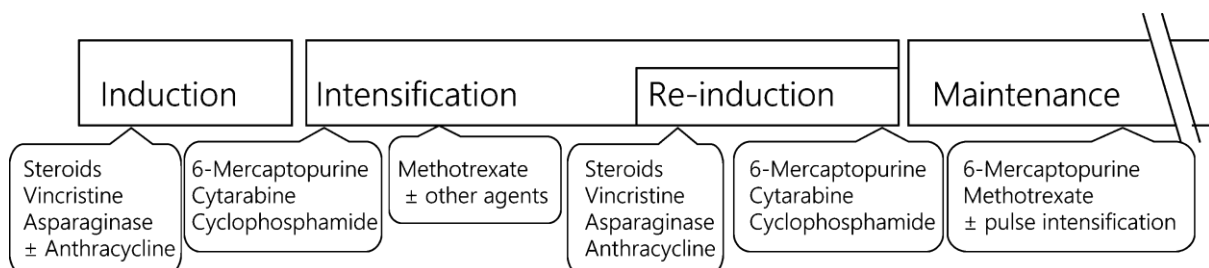 Induction
Intensification
Re-induction
Maintenance
Steroids
Vincristine
Asparaginase
± Anthracycline
6-Mercaptopurine
Cytarabine
Cyclophosphamide
Methotrexate
± other agents
Steroids
Vincristine
Asparaginase
Anthracycline
6-Mercaptopurine
Cytarabine
Cyclophosphamide
6-Mercaptopurine
Methotrexate
± pulse intensification